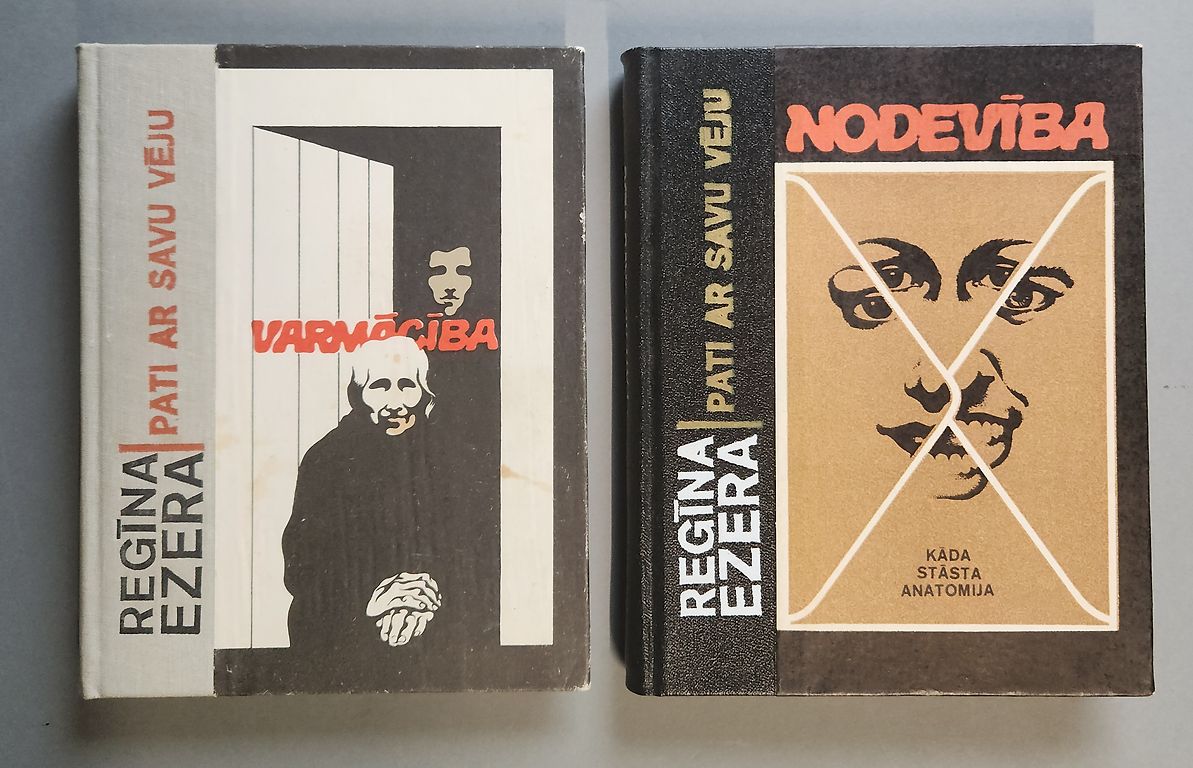 REGĪNA
EZERA
PATI AR SAVU VĒJU
VARMĀCĪBA
REGĪNA
EZERA
PATI AR SAVU VĒJU
NODEVĪBA
KĀDA
STĀSTA
ANATOMIJA